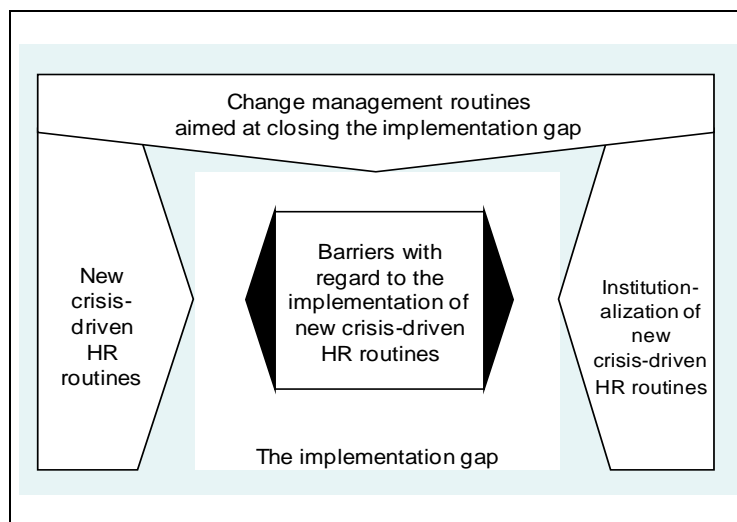 Change management routines
aimed at closing the implementation gap
New
crisis-
driven
HR
routines
Barriers with
regard to the
implementation of
new crisis-driven
HR routines
Institution-
alization of
new
crisis-driven
HR routines
The implementation gap